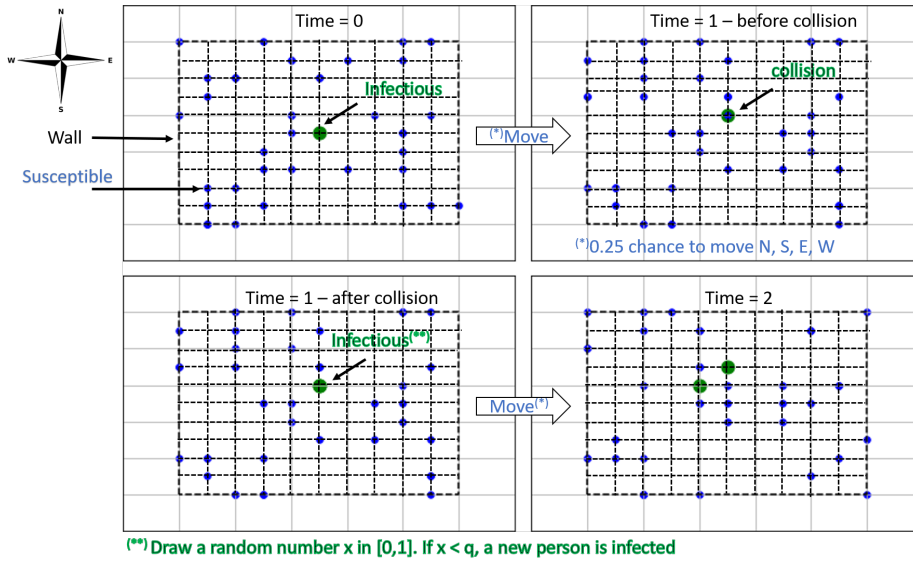 N
W E
S
Time = 0
Infectious
Wall
Susceptible
Time = 1 – before collision
collision
(*)Move
(*)0.25 chance to move N, S, E, W
Time = 1 – after collision
Infectious(**)
Time = 2
Move(*)
(**) Draw a random number x in [0,1]. If x < q, a new person is infected